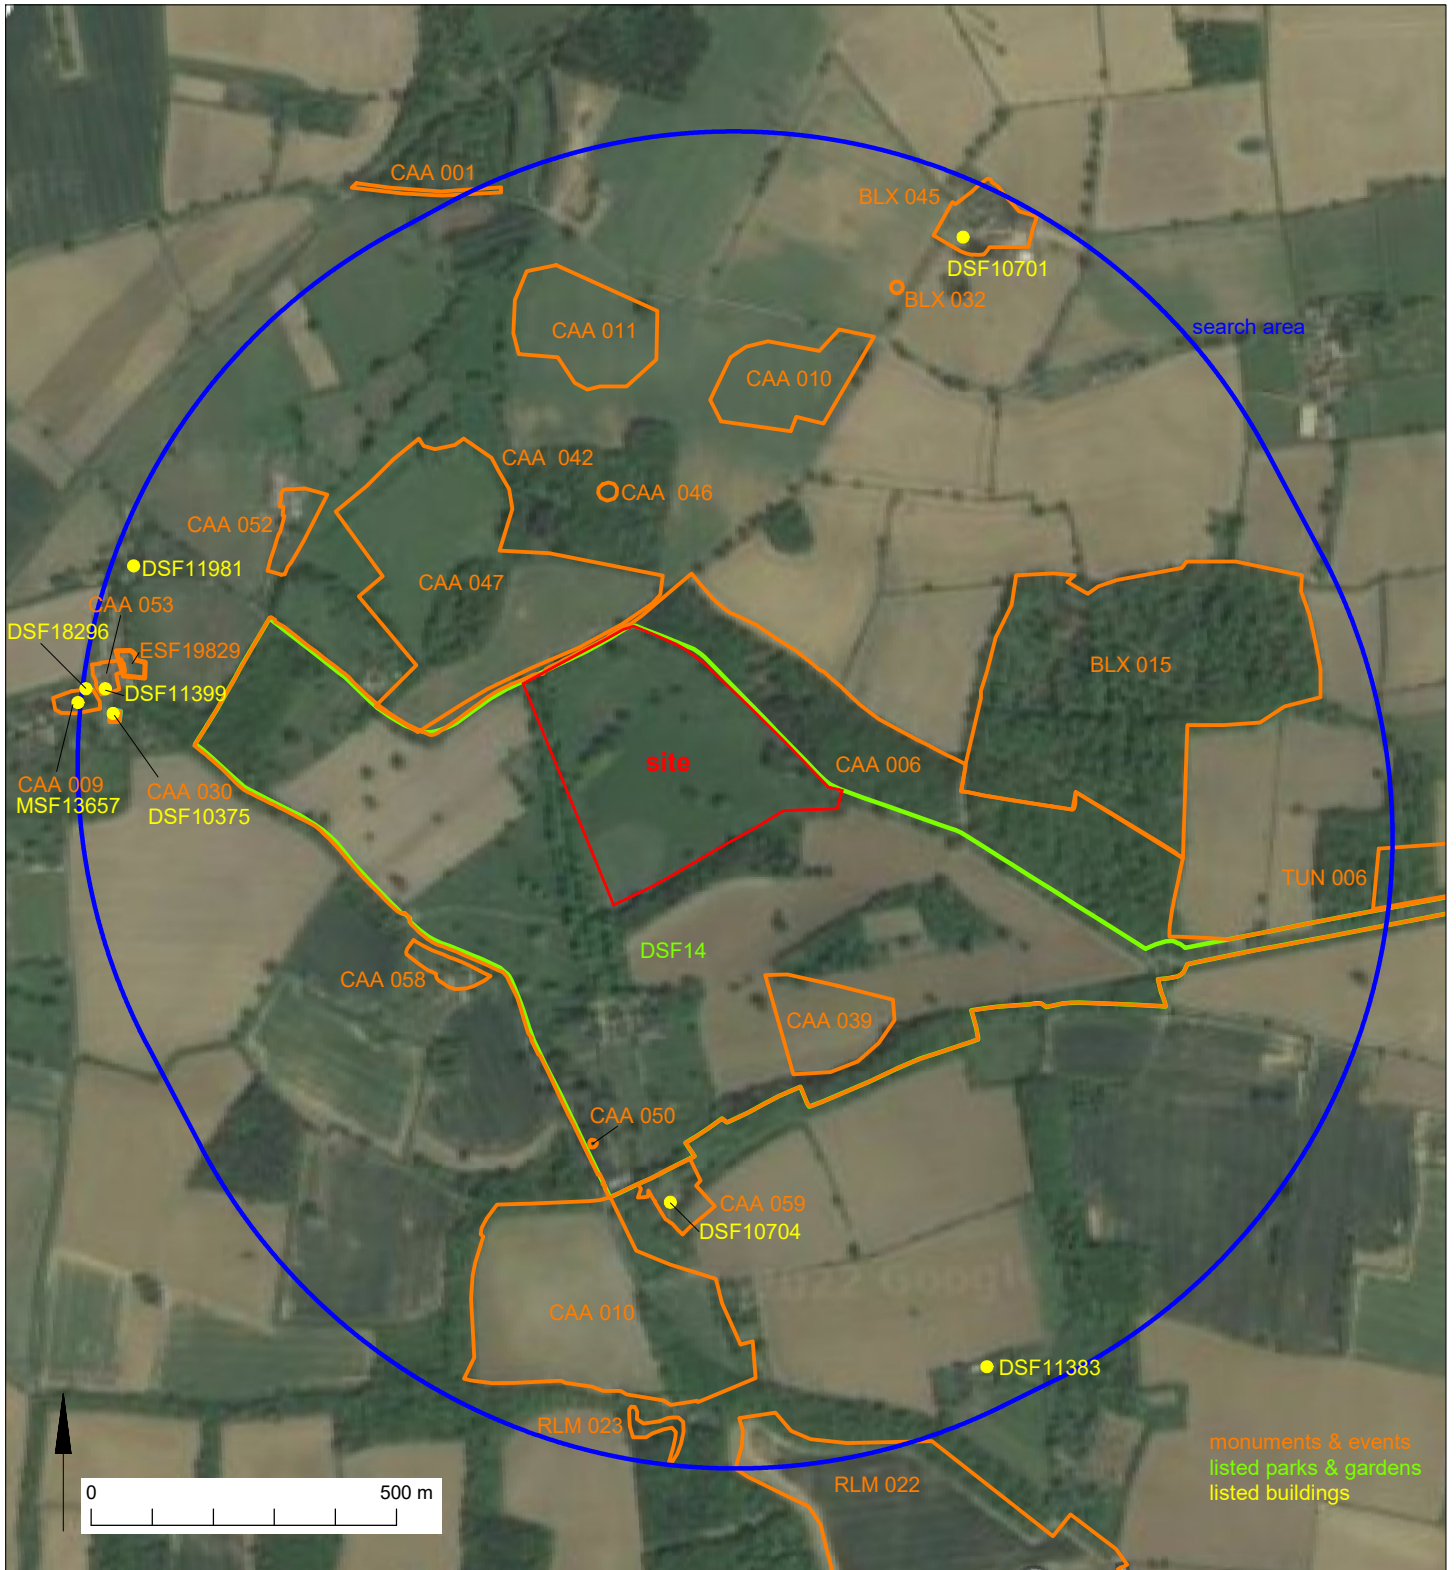 CAA 001
BLX 045
DSF10701
BLX 032
search area
CAA 011
CAA 010
CAA  042
CAA  046
CAA 052
DSF11981
CAA 047
CAA 053
DSF18296
ESF19829
DSF11399
BLX 015
site
CAA 006
CAA 009
MSF13657
CAA 030
DSF10375
TUN 006
DSF14
CAA 058
CAA 039
CAA 050
CAA 059
DSF10704
CAA 010
DSF11383
RLM 023
RLM 022
monuments & events
listed parks & gardens
listed buildings
0 500 m